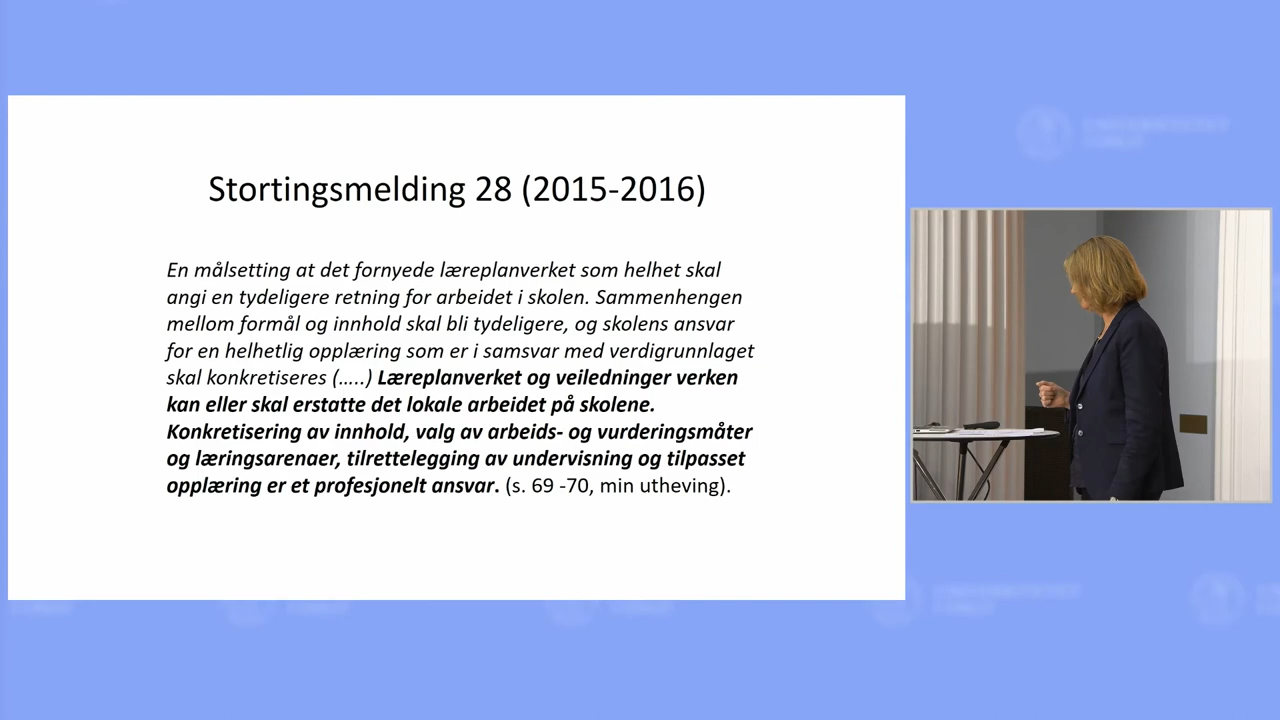 Stortingsmelding 28 (2015-2016)
En målsetting at det fornyede læreplanverket som helhet skal
angi en tydeligere retning for arbeidet i skolen. Sammenhengen
mellom formål og innhold skal bli tydeligere, og skolens ansvar
for en helhetlig opplæring som er i samsvar med verdigrunnlaget
skal konkretiseres (…..) Læreplanverket og veiledninger verken
kan eller skal erstatte det lokale arbeidet på skolene.
Konkretisering av innhold, valg av arbeids- og vurderingsmåter
og læringsarenaer, tilrettelegging av undervisning og tilpasset
opplæring er et profesjonelt ansvar. (s. 69 -70, min utheving).